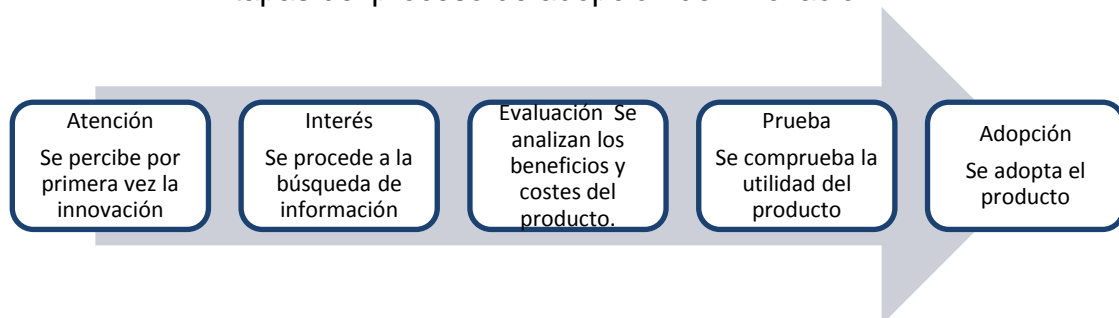 Atención
Se percibe por
primera vez la
innovación
Interés
Se procede a la
búsqueda de
información
Evaluación Se
analizan los
beneficios y
costes del
producto.
Prueba
Se comprueba la
utilidad del
producto
Adopción
Se adopta el
producto